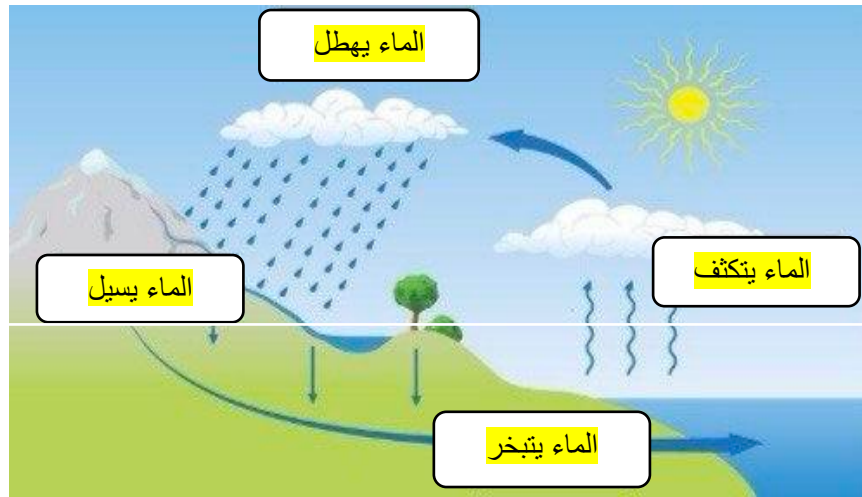 الماء يهطل
الماء يتكثف
الماء يسيل
الماء يتبخر